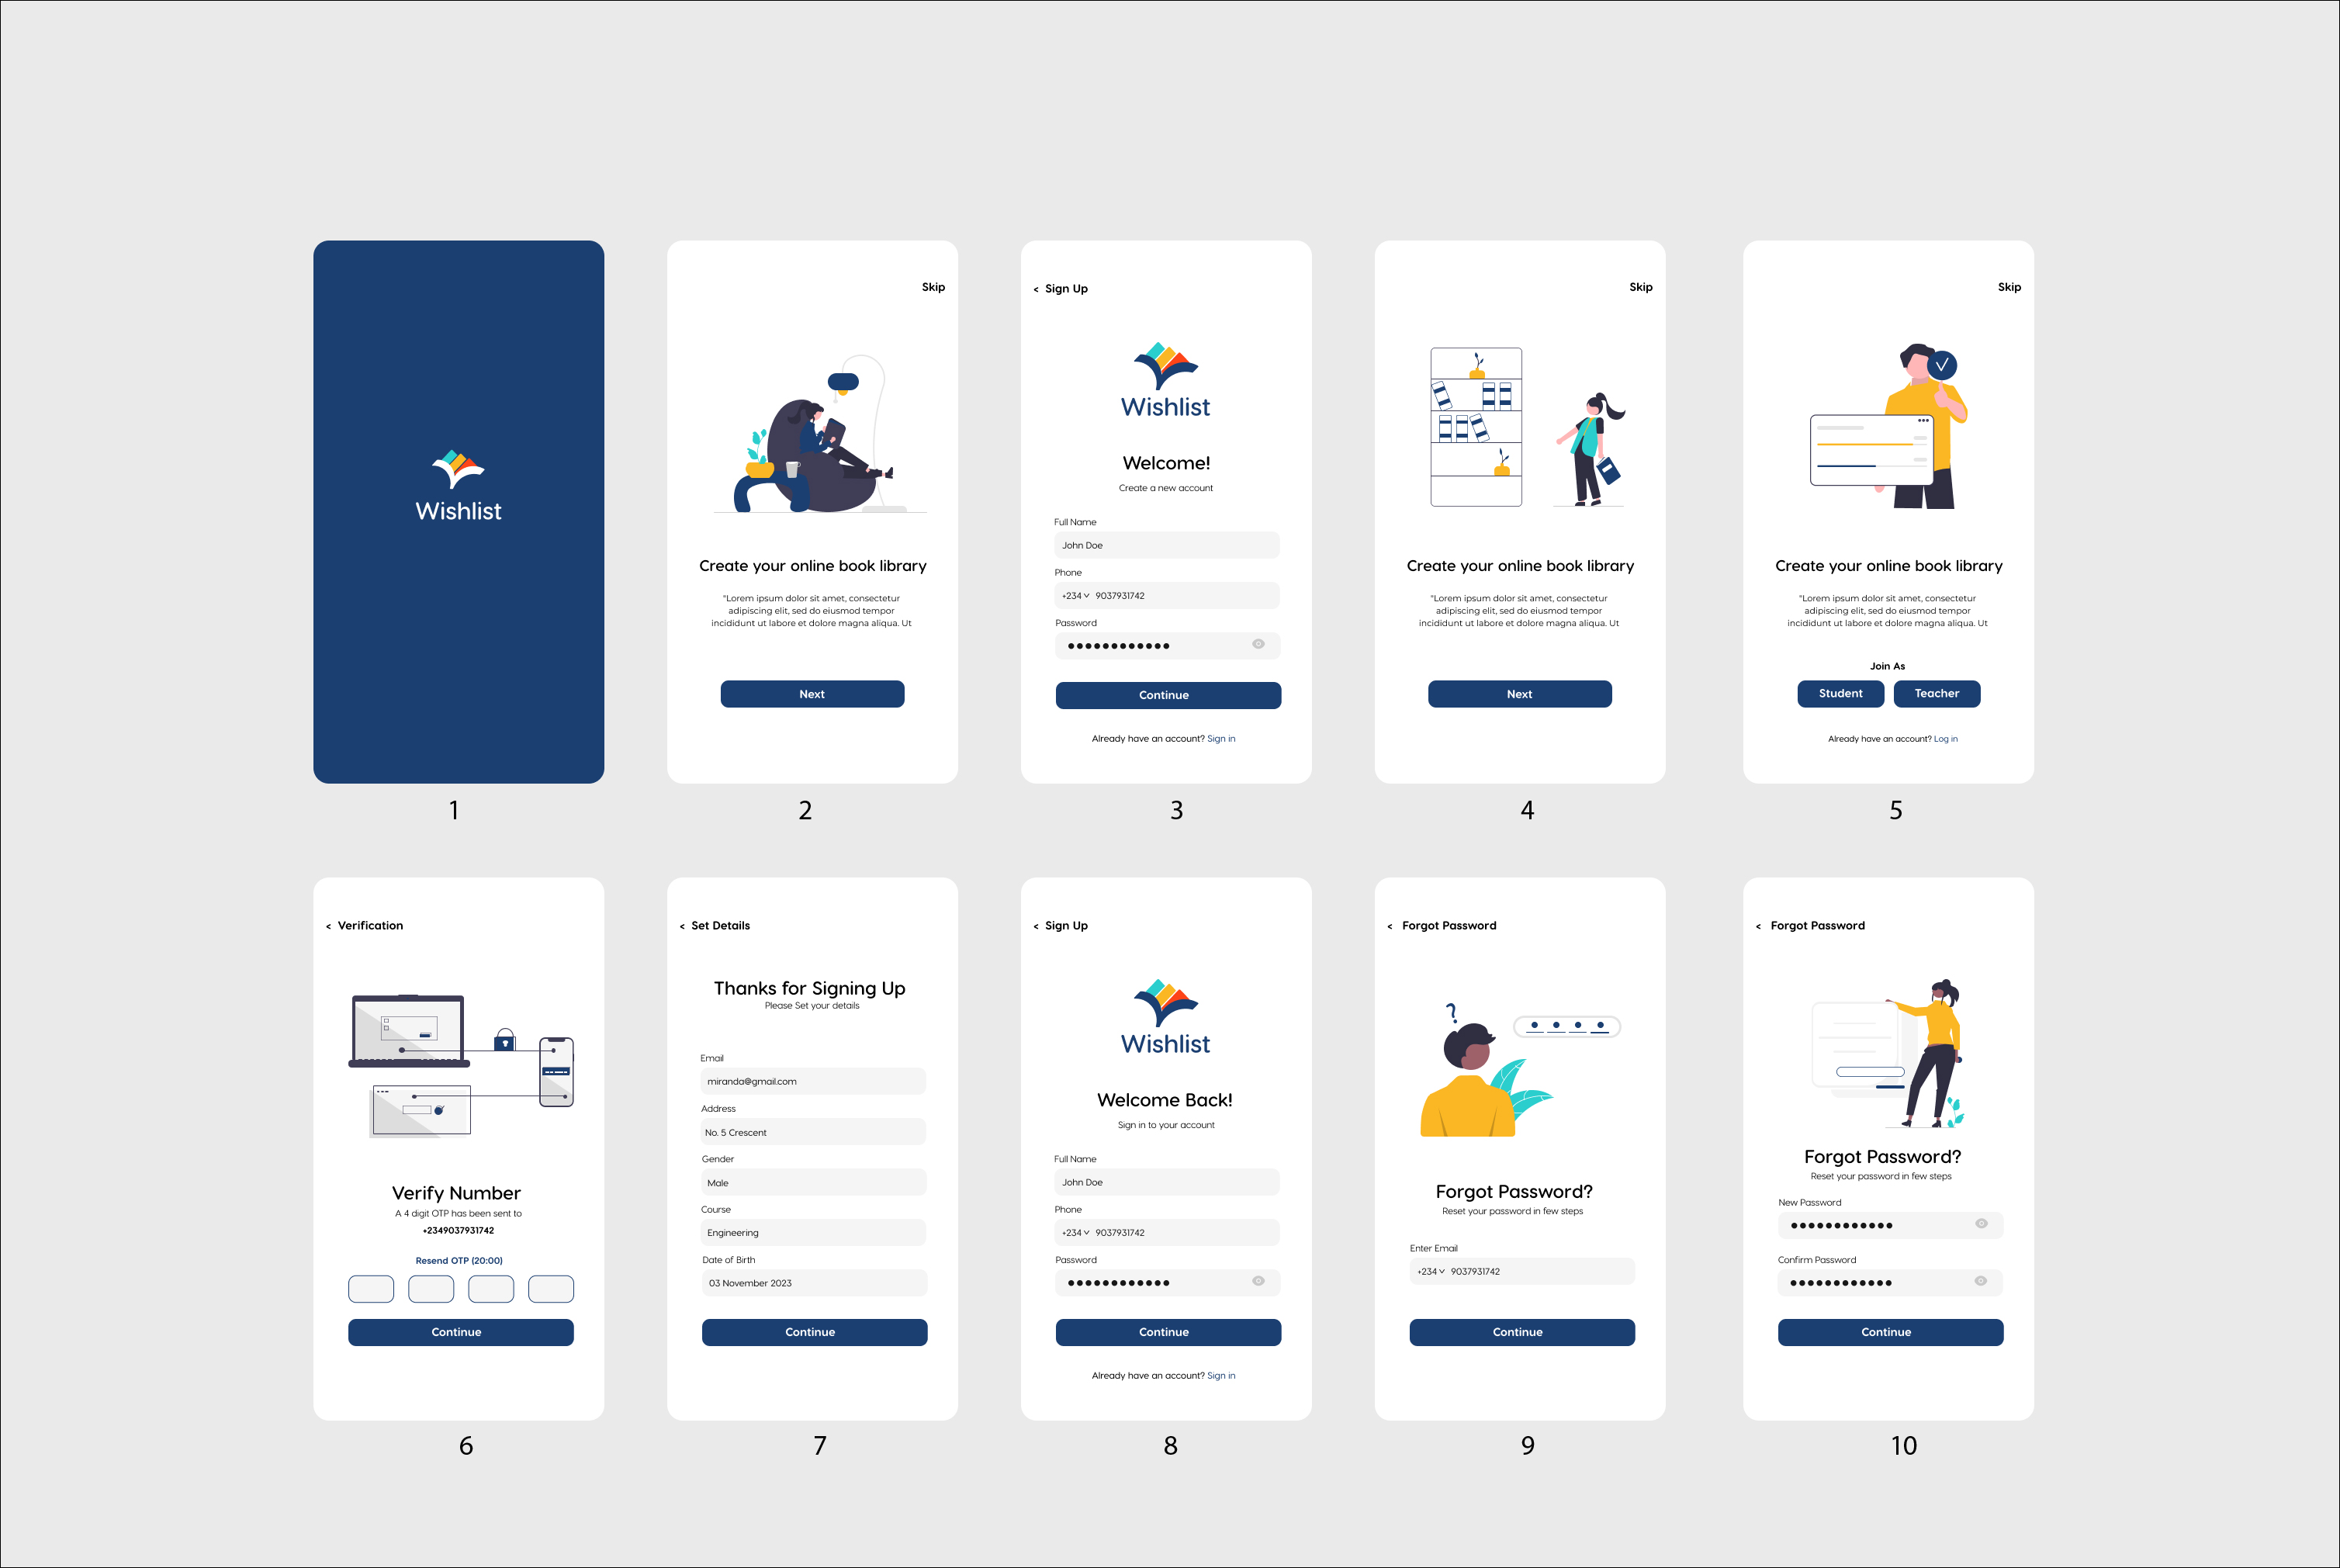 Wishlist
1
Skip
Create your online book library
"Lorem ipsum dolor sit amet, consectetur
adipiscing elit, sed do eiusmod tempor
incididunt ut labore et dolore magna aliqua. Ut
Next
2
< Sign Up
Wishlist
Welcome!
Create a new account
Full Name
John Doe
Phone
+234 9037931742
Password
Continue
Already have an account? Sign in
3
Skip
Create your online book library
"Lorem ipsum dolor sit amet, consectetur
adipiscing elit, sed do eiusmod tempor
incididunt ut labore et dolore magna aliqua. Ut
Next
4
Skip
Create your online book library
"Lorem ipsum dolor sit amet, consectetur
adipiscing elit, sed do eiusmod tempor
incididunt ut labore et dolore magna aliqua. Ut
Join As
Student Teacher
Already have an account? Log in
5
< Verification
Verify Number
A 4 digit OTP has been sent to
+2349037931742
Resend OTP (20:00)
Continue
6
< Set Details
Thanks for Signing Up
Please Set your details
Email
miranda@gmail.com
Address
No. 5 Crescent
Gender
Male
Course
Engineering
Date of Birth
03 November 2023
Continue
7
< Sign Up
Wishlist
Welcome Back!
Sign in to your account
Full Name
John Doe
Phone
+234 9037931742
Password
Continue
Already have an account? Sign in
8
< Forgot Password
?
Forgot Password?
Reset your password in few steps
Enter Email
+234 9037931742
Continue
9
< Forgot Password
Forgot Password?
Reset your password in few steps
New Password
Confirm Password
Continue
10